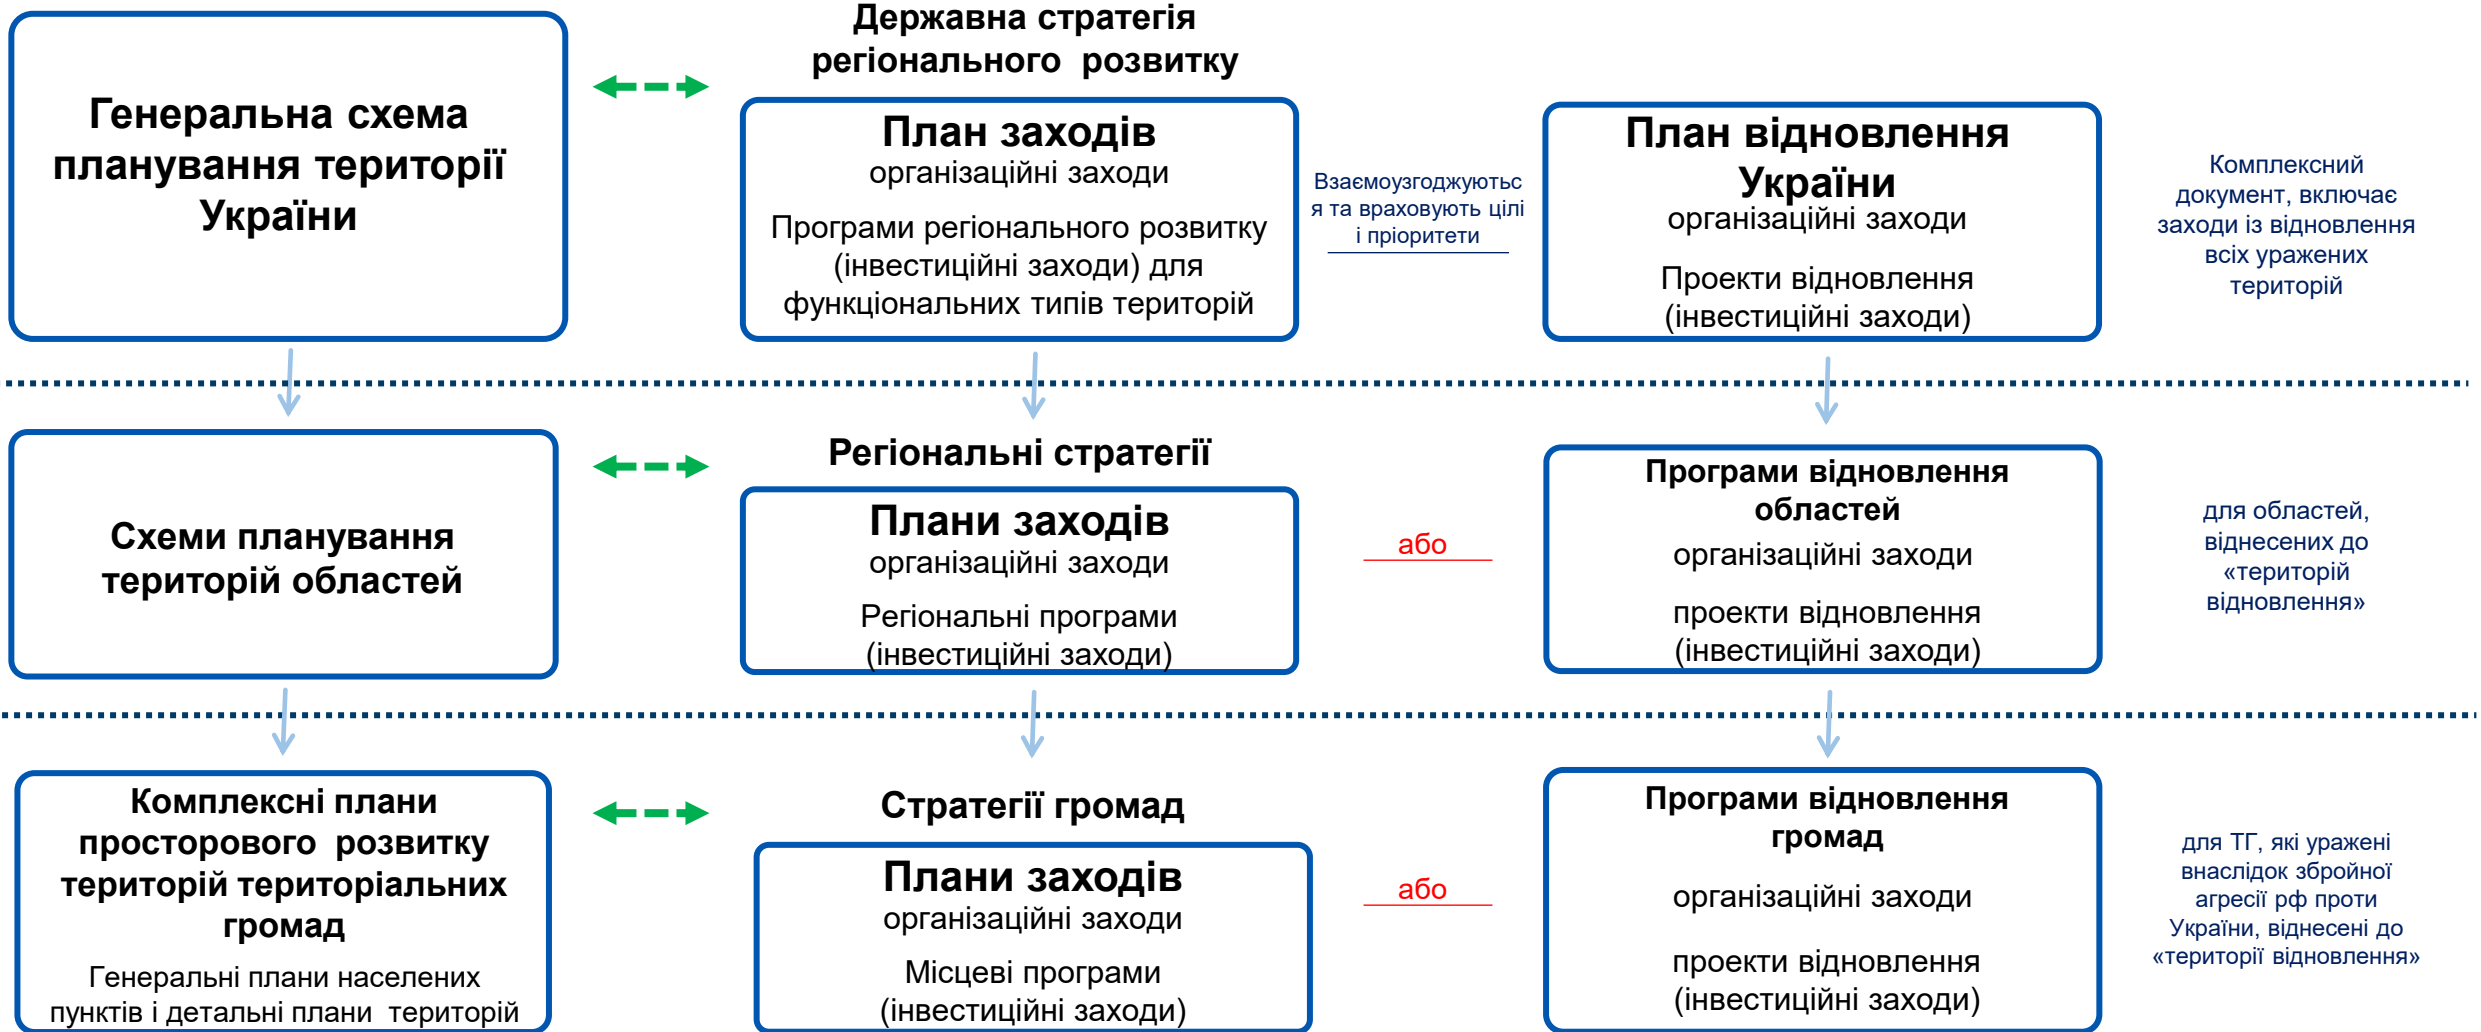 Генеральна схема
планування території
України
Державна стратегія
регіонального розвитку
План заходів
організаційні заходи
Програми регіонального розвитку
(інвестиційні заходи) для
функціональних типів територій
Взаємоузгоджуютьс
я та враховують цілі
і пріоритети
План відновлення
України
організаційні заходи
Проекти відновлення
(інвестиційні заходи)
Комплексний
документ, включає
заходи із відновлення
всіх уражених
територій
Схеми планування
територій областей
Регіональні стратегії
Плани заходів
організаційні заходи
Регіональні програми
(інвестиційні заходи)
або
Програми відновлення
областей
організаційні заходи
проекти відновлення
(інвестиційні заходи)
для областей,
віднесених до
«територій
відновлення»
Комплексні плани
просторового розвитку
територій територіальних
громад
Генеральні плани населених
пунктів і детальні плани територій
Стратегії громад
Плани заходів
організаційні заходи
Місцеві програми
(інвестиційні заходи)
або
Програми відновлення
громад
організаційні заходи
проекти відновлення
(інвестиційні заходи)
для ТГ, які уражені
внаслідок збройної
агресії рф проти
України, віднесені до
«території відновлення»